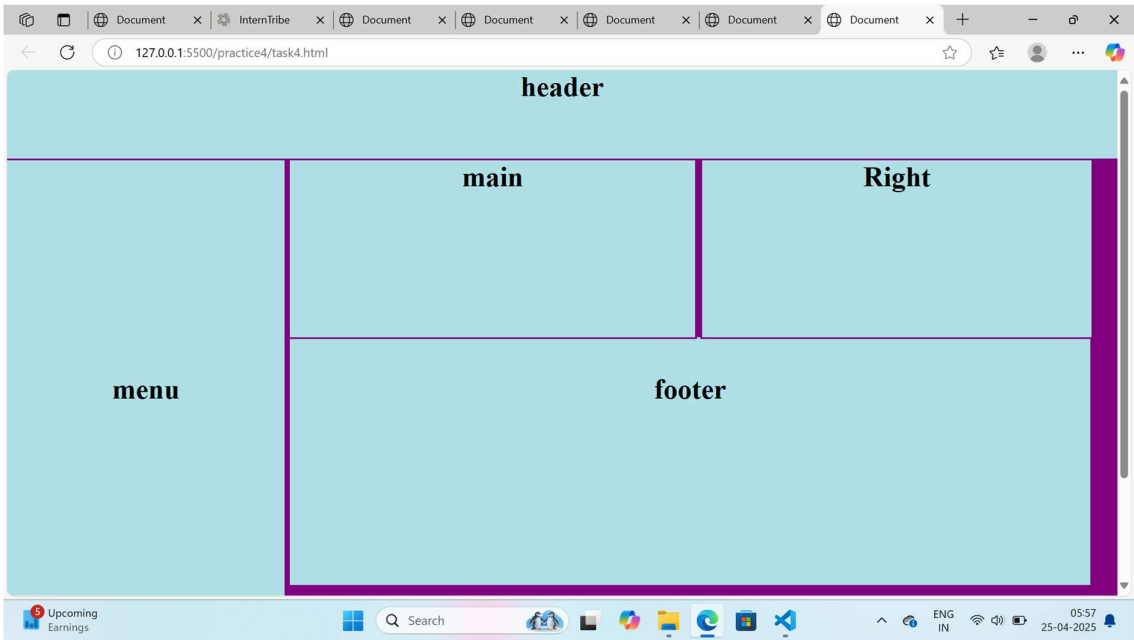 Document
InternTribe
Document
Document
Document
Document
Document
127.0.0.1:5500/practice4/task4.html
header
main
Right
menu
footer
5
Upcoming
Earnings
Search
ENG
IN
05:57
25-04-2025